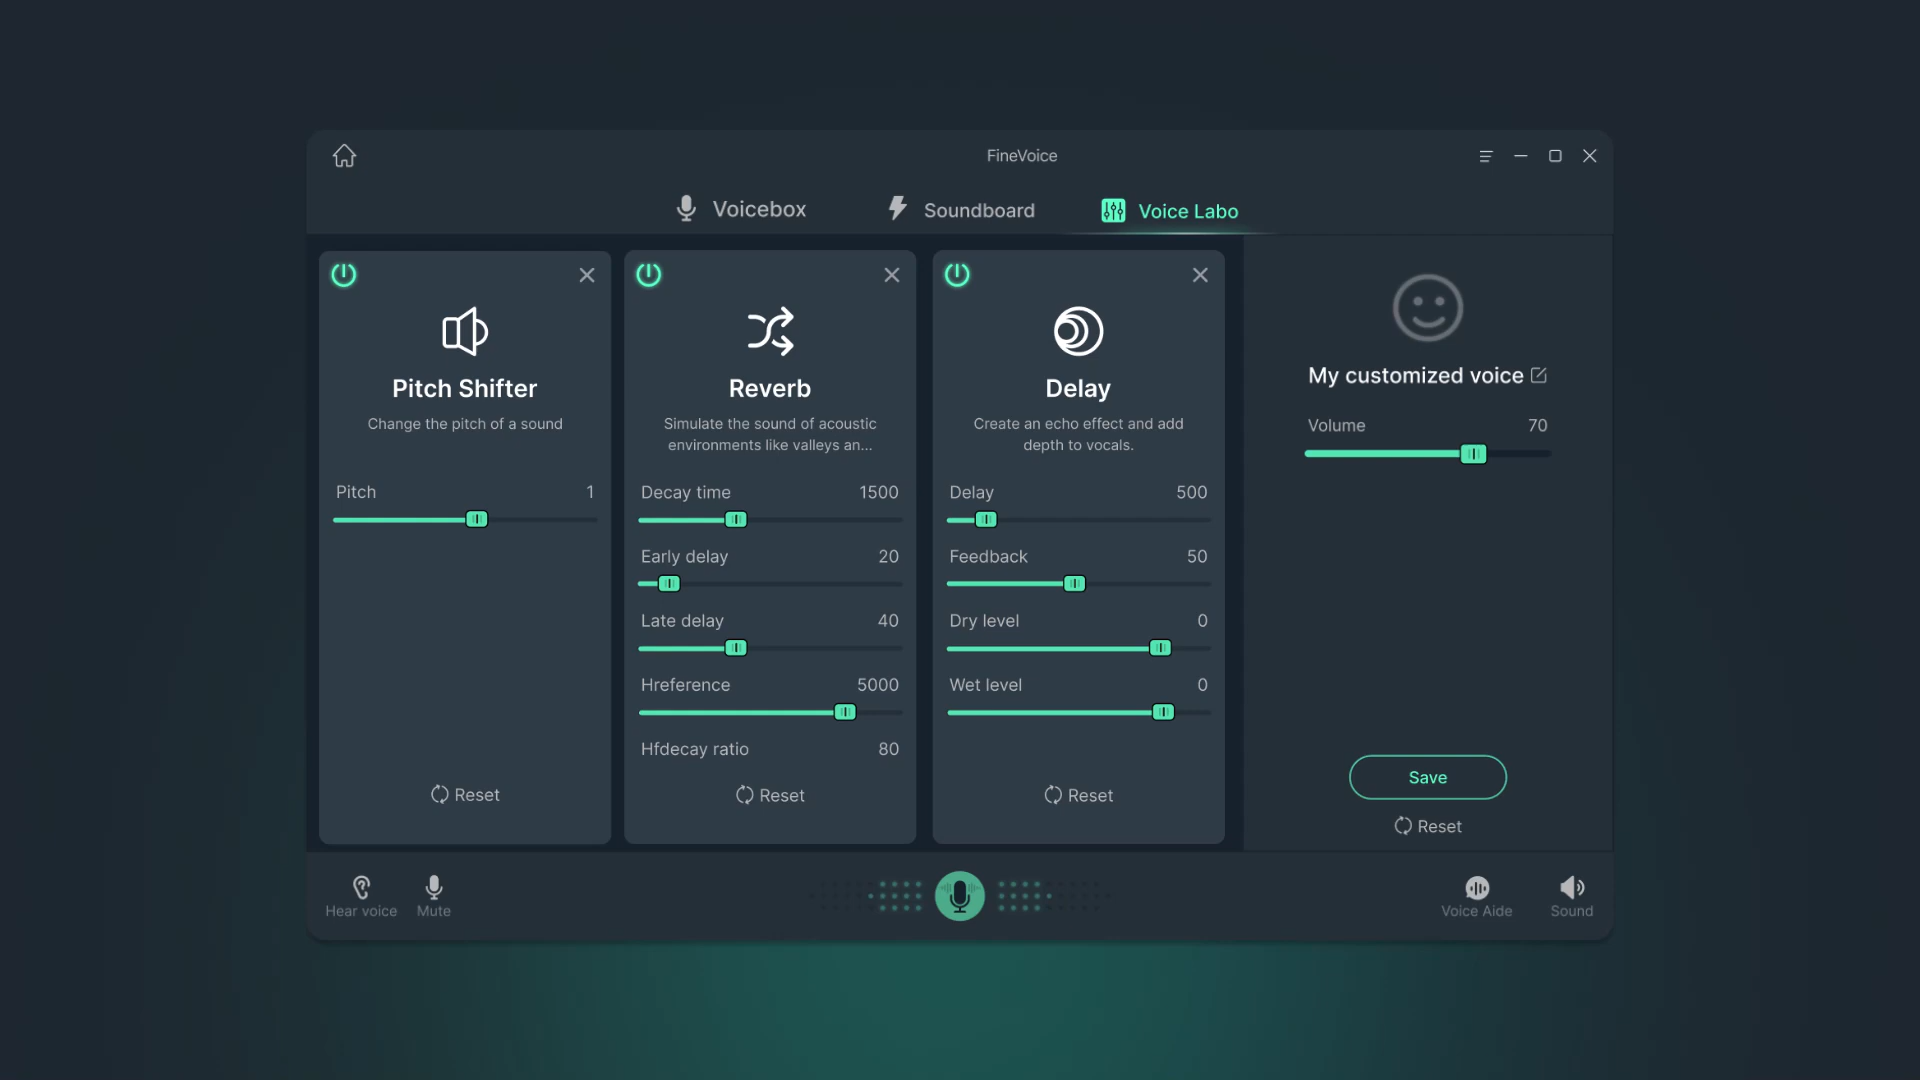 FineVoice
Voicebox
Soundboard
Voice Labo
Pitch Shifter
Change the pitch of a sound
Pitch 1
Reset
Reverb
Simulate the sound of acoustic
environments like valleys an...
Decay time 1500
Early delay 20
Late delay 40
Hreference 5000
Hfdecay ratio 80
Reset
Delay
Create an echo effect and add
depth to vocals.
Delay 500
Feedback 50
Dry level 0
Wet level 0
Reset
My customized voice
Volume 70
Save
Reset
Hear voice
Mute
Voice Aide
Sound